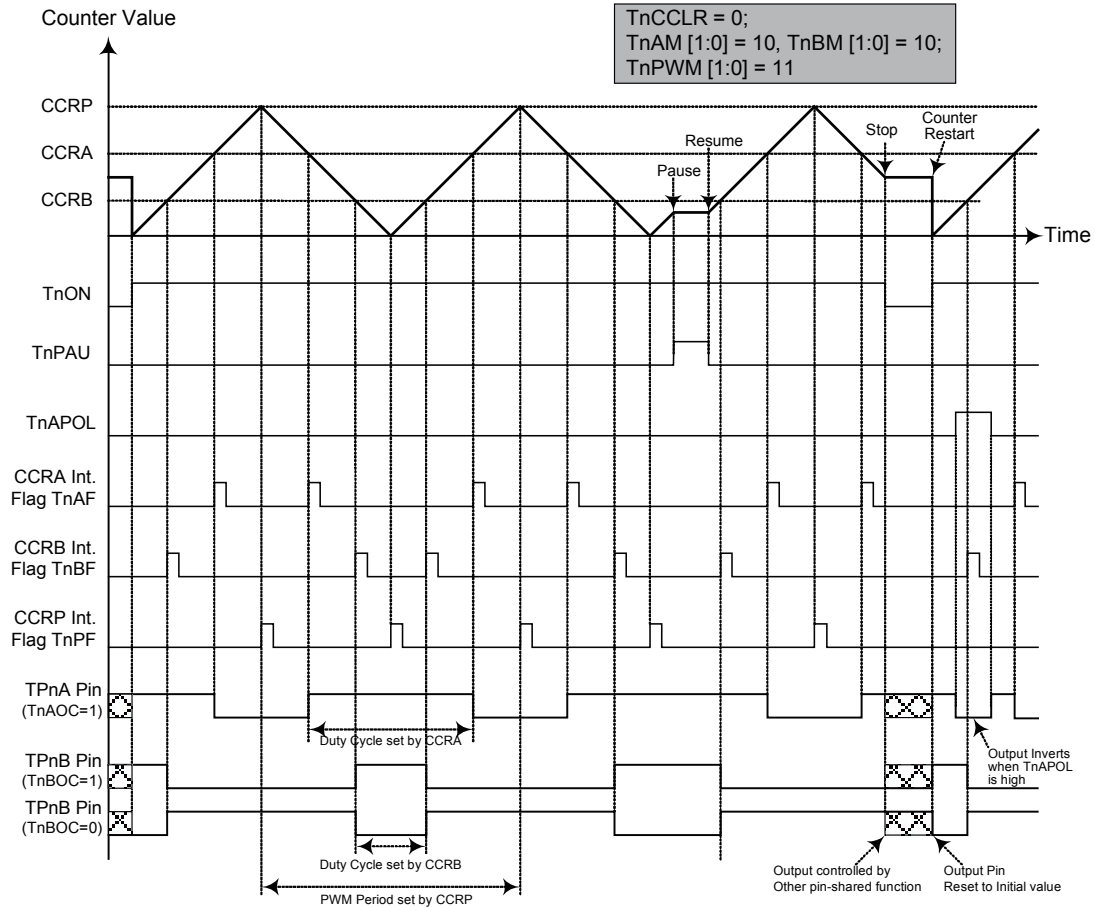 Counter Value
TnCCLR = 0;
TnAM [1:0] = 10, TnBM [1:0] = 10;
TnPWM [1:0] = 11
CCRP
CCRA
CCRB
Pause
Resume
Stop
Counter
Restart
Time
TnON
TnPAU
TnAPOL
CCRA Int.
Flag TnAF
CCRB Int.
Flag TnBF
CCRP Int.
Flag TnPF
TPnA Pin
(TnAOC=1)
Duty Cycle set by CCRA
Output Inverts
when TnAPOL
is high
TPnB Pin
(TnBOC=1)
TPnB Pin
(TnBOC=0)
Duty Cycle set by CCRB
PWM Period set by CCRP
Output controlled by
Other pin-shared function
Output Pin
Reset to Initial value